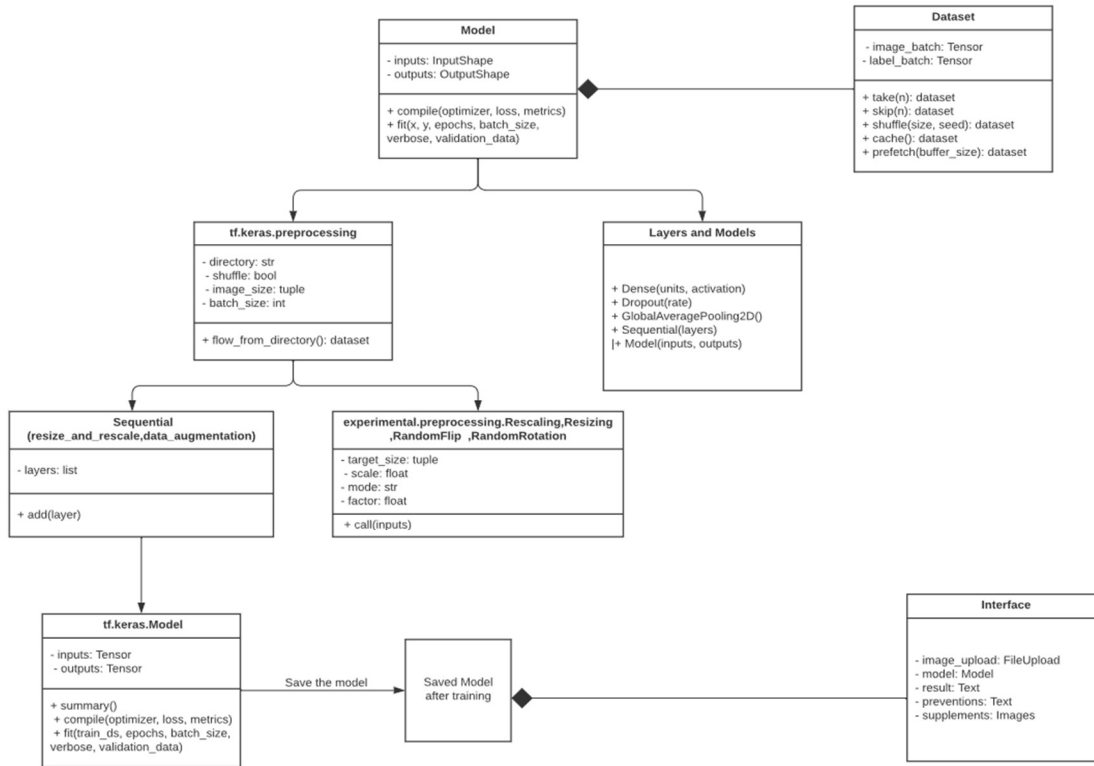 Model
- inputs: InputShape
- outputs: OutputShape
+ compile(optimizer, loss, metrics)
+ fit(x, y, epochs, batch_size,
verbose, validation_data)
Dataset
- image_batch: Tensor
- label_batch: Tensor
+ take(n): dataset
+ skip(n): dataset
+ shuffle(size, seed): dataset
+ cache(): dataset
+ prefetch(buffer_size): dataset
tf.keras.preprocessing
- directory: str
- shuffle: bool
- image_size: tuple
- batch_size: int
+ flow_from_directory(): dataset
Layers and Models
+ Dense(units, activation)
+ Dropout(rate)
+ GlobalAveragePooling2D()
+ Sequential(layers)
|+ Model(inputs, outputs)
Sequential
(resize_and_rescale,data_augmentation)
- layers: list
+ add(layer)
experimental.preprocessing.Rescaling,Resizing
,RandomFlip ,RandomRotation
- target_size: tuple
- scale: float
- mode: str
- factor: float
+ call(inputs)
tf.keras.Model
- inputs: Tensor
- outputs: Tensor
+ summary()
+ compile(optimizer, loss, metrics)
+ fit(train_ds, epochs, batch_size,
verbose, validation_data)
Save the model
Saved Model
after training
Interface
- image_upload: FileUpload
- model: Model
- result: Text
- preventions: Text
- supplements: Images